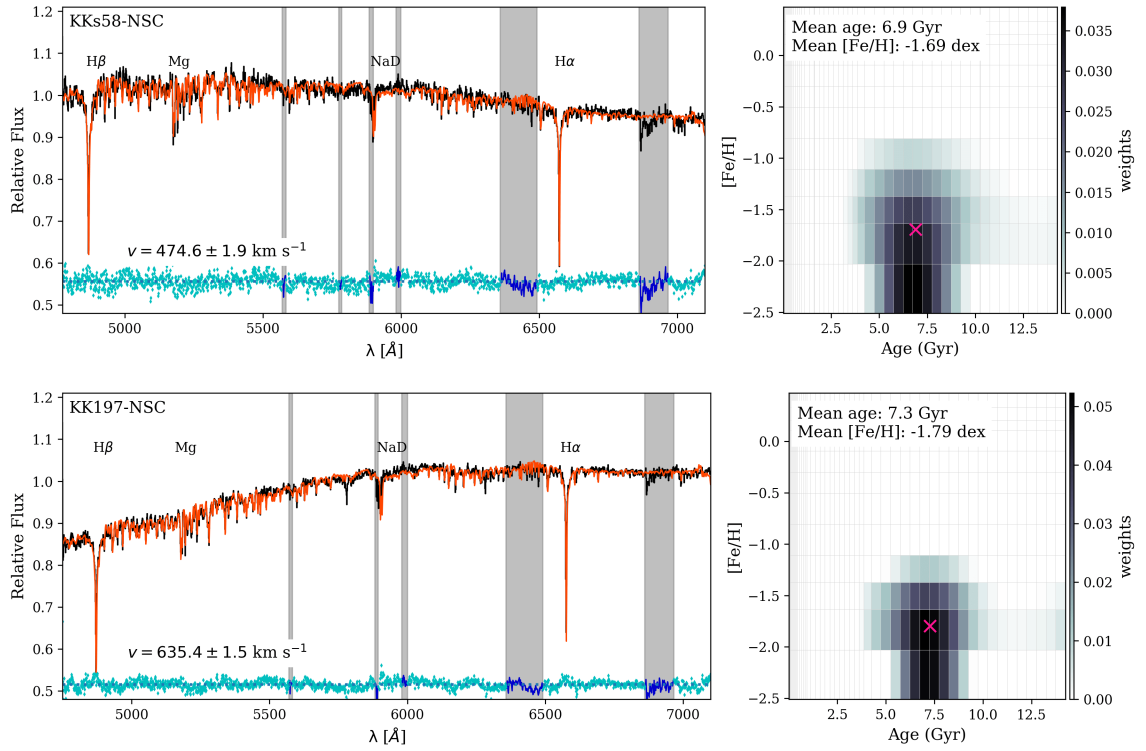 KKs58-NSC
Hβ Mg NaD Hα
v = 474.6 ± 1.9 km s⁻¹
1.2
1.1
1.0
0.9
0.8
0.7
0.6
0.5
Relative Flux
5000 5500 6000 6500 7000
λ [Å]
Mean age: 6.9 Gyr
Mean [Fe/H]: -1.69 dex
0.0
−0.5
−1.0
−1.5
−2.0
−2.5
[Fe/H]
2.5 5.0 7.5 10.0 12.5
Age (Gyr)
0.035
0.030
0.025
0.020
0.015
0.010
0.005
0.000
weights
KK197-NSC
Hβ Mg NaD Hα
v = 635.4 ± 1.5 km s⁻¹
1.2
1.1
1.0
0.9
0.8
0.7
0.6
0.5
Relative Flux
5000 5500 6000 6500 7000
λ [Å]
Mean age: 7.3 Gyr
Mean [Fe/H]: -1.79 dex
0.0
−0.5
−1.0
−1.5
−2.0
−2.5
[Fe/H]
2.5 5.0 7.5 10.0 12.5
Age (Gyr)
0.05
0.04
0.03
0.02
0.01
0.00
weights